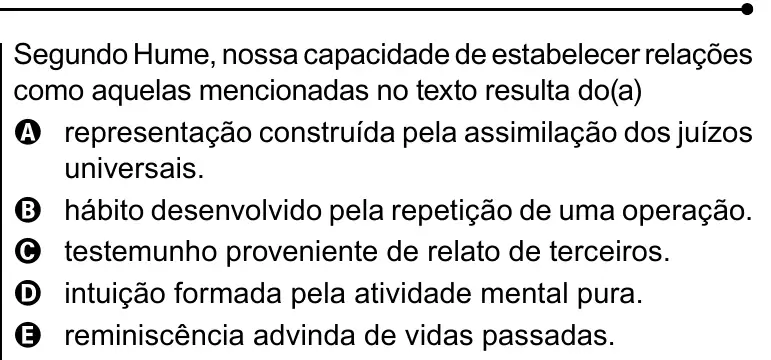 Segundo Hume, nossa capacidade de estabelecer relações
como aquelas mencionadas no texto resulta do(a)
A representação construída pela assimilação dos juízos
universais.
B hábito desenvolvido pela repetição de uma operação.
C testemunho proveniente de relato de terceiros.
D intuição formada pela atividade mental pura.
E reminiscência advinda de vidas passadas.